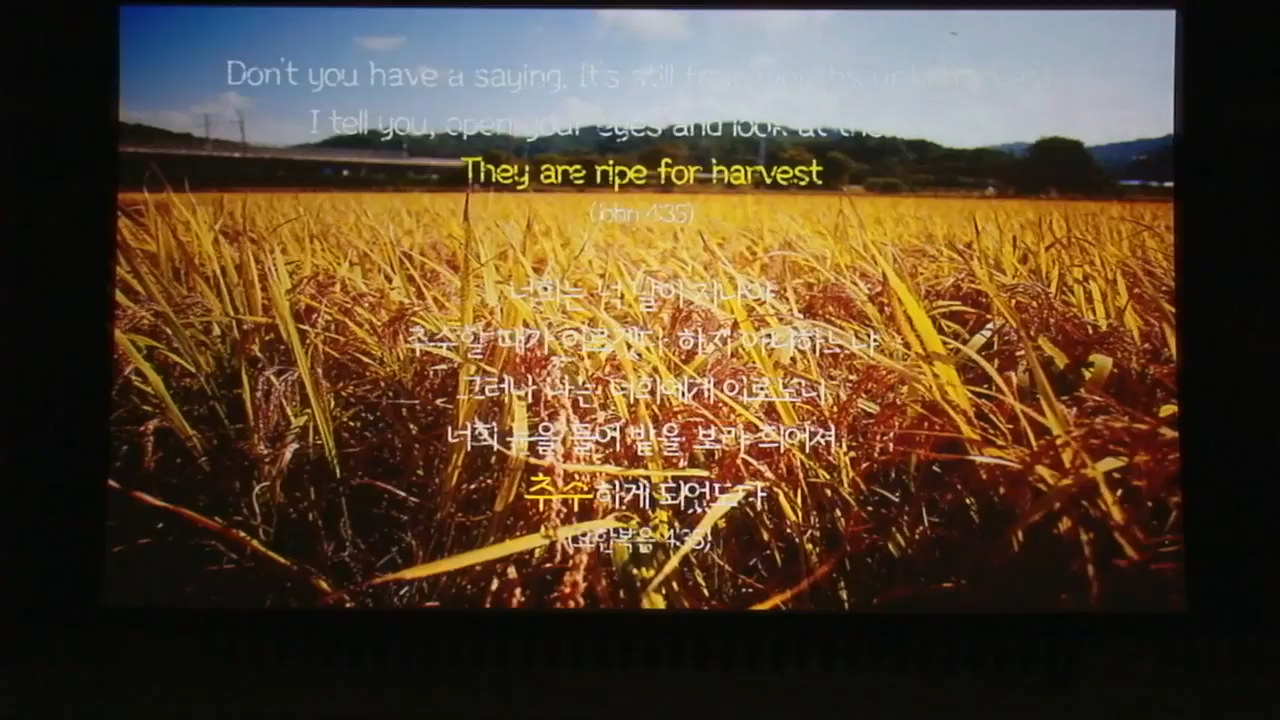 Don't you have a saying, It's still
I tell you, open your eyes and look at the
They are ripe for harvest
(john 4:35)
너희는 넉 달이 지나야
추수할 때가 이르겠다 하지 아니하느냐
그러나 나는 너희에게 이르노니
너희 눈을 들어 밭을 보라 희어져
추수하게 되었도다
(요한복음 4:35)